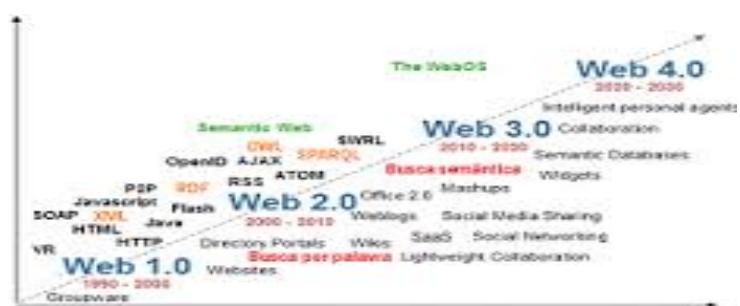 The WebOS
Web 4.0
2020 - 2030
Intelligent personal agents
Semantic Web
SWRL
Web 3.0
Collaboration
OWL
2010 - 2020
SPARQL
OpenID AJAX
Semantic Databases
ATOM
Busca semântica
Widgets
P2P
RDF
RSS
Mashups
Javascript
Flash
Web 2.0
Office 2.0
SOAP XML
Java
2000 - 2010
Weblogs
Social Media Sharing
HTML
HTTP
Directory Portals
Wikis
SaaS
Social Networking
VR
Busca por palavra
Lightweight Collaboration
Web 1.0
Websites
1990 - 2000
Groupware